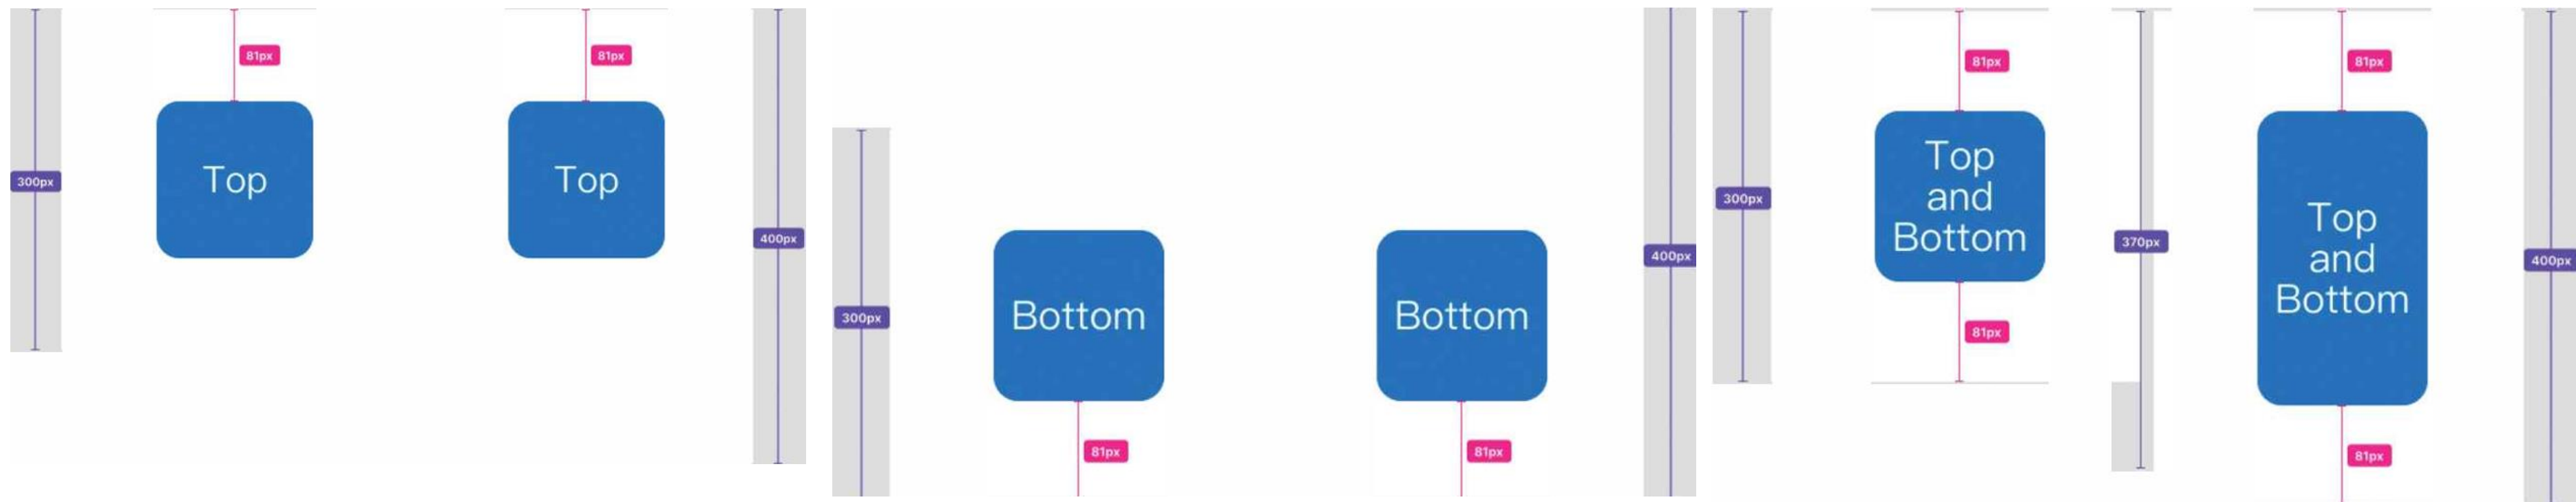 81px
81px
300px
Top
Top
400px
300px
Bottom
Bottom
400px
81px
81px
81px
81px
300px
Top
and
Bottom
370px
Top
and
Bottom
400px
81px
81px